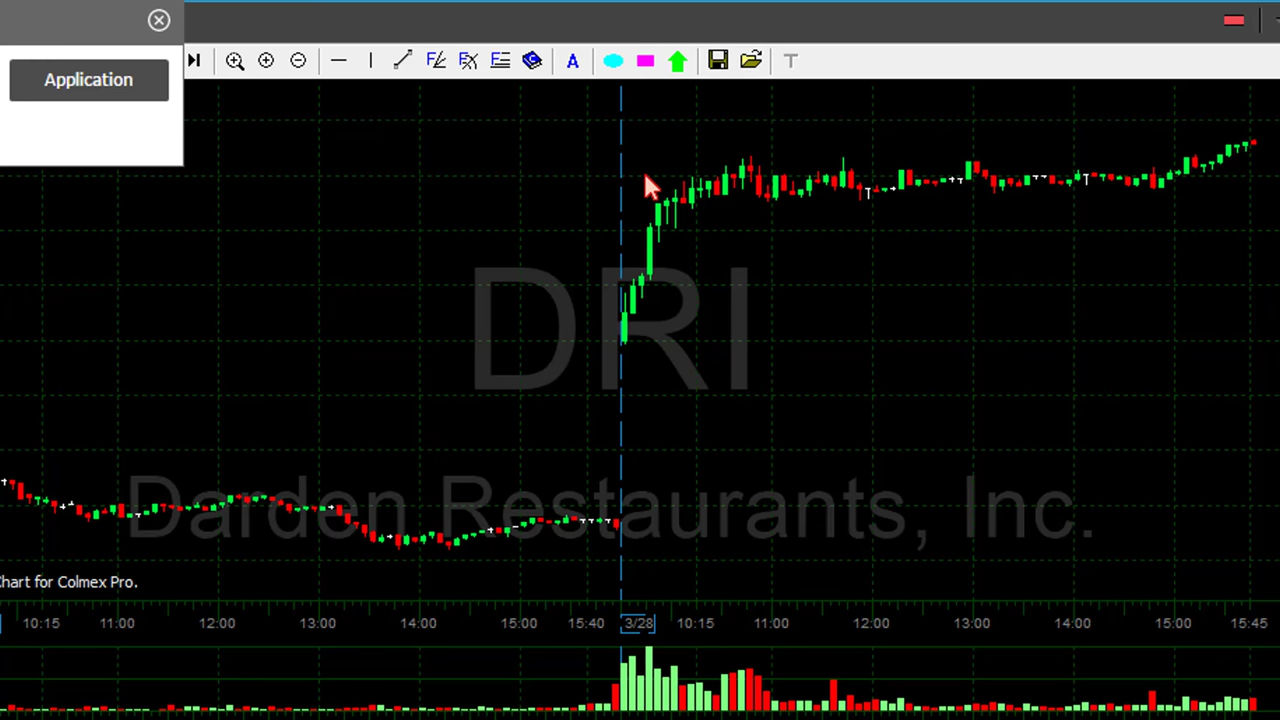 Application
A
T
DRI
Darden Restaurants, Inc.
Chart for Colmex Pro.
10:15 11:00 12:00 13:00 14:00 15:00 15:40 3/28 10:15 11:00 12:00 13:00 14:00 15:00 15:45